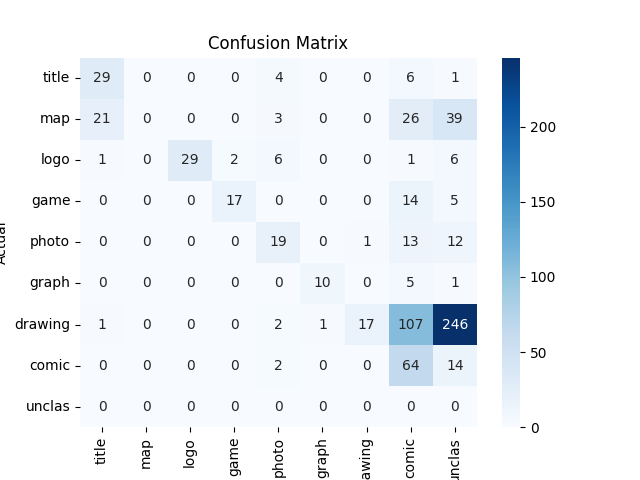 Confusion Matrix
title 29 0 0 0 4 0 0 6 1
map 21 0 0 0 3 0 0 26 39
logo 1 0 29 2 6 0 0 1 6
game 0 0 0 17 0 0 0 14 5
photo 0 0 0 0 19 0 1 13 12
graph 0 0 0 0 0 10 0 5 1
drawing 1 0 0 0 2 1 17 107 246
comic 0 0 0 0 2 0 0 64 14
unclas 0 0 0 0 0 0 0 0 0
title map logo game photo graph awing comic unclas
Actual
200
150
100
50
0